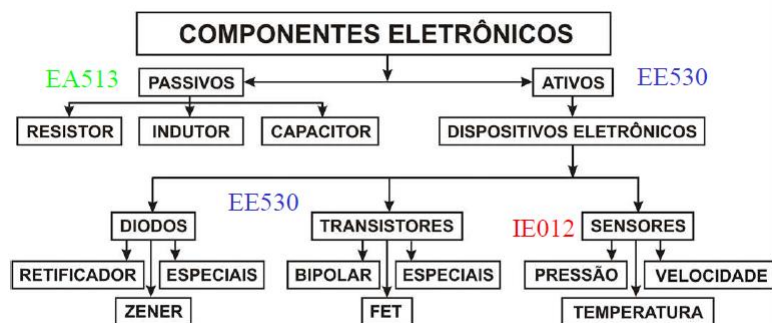 COMPONENTES ELETRÔNICOS
EA513 PASSIVOS ATIVOS EE530
RESISTOR INDUTOR CAPACITOR DISPOSITIVOS ELETRÔNICOS
EE530
DIODOS TRANSISTORES IE012 SENSORES
RETIFICADOR ESPECIAIS BIPOLAR ESPECIAIS PRESSÃO VELOCIDADE
ZENER FET TEMPERATURA